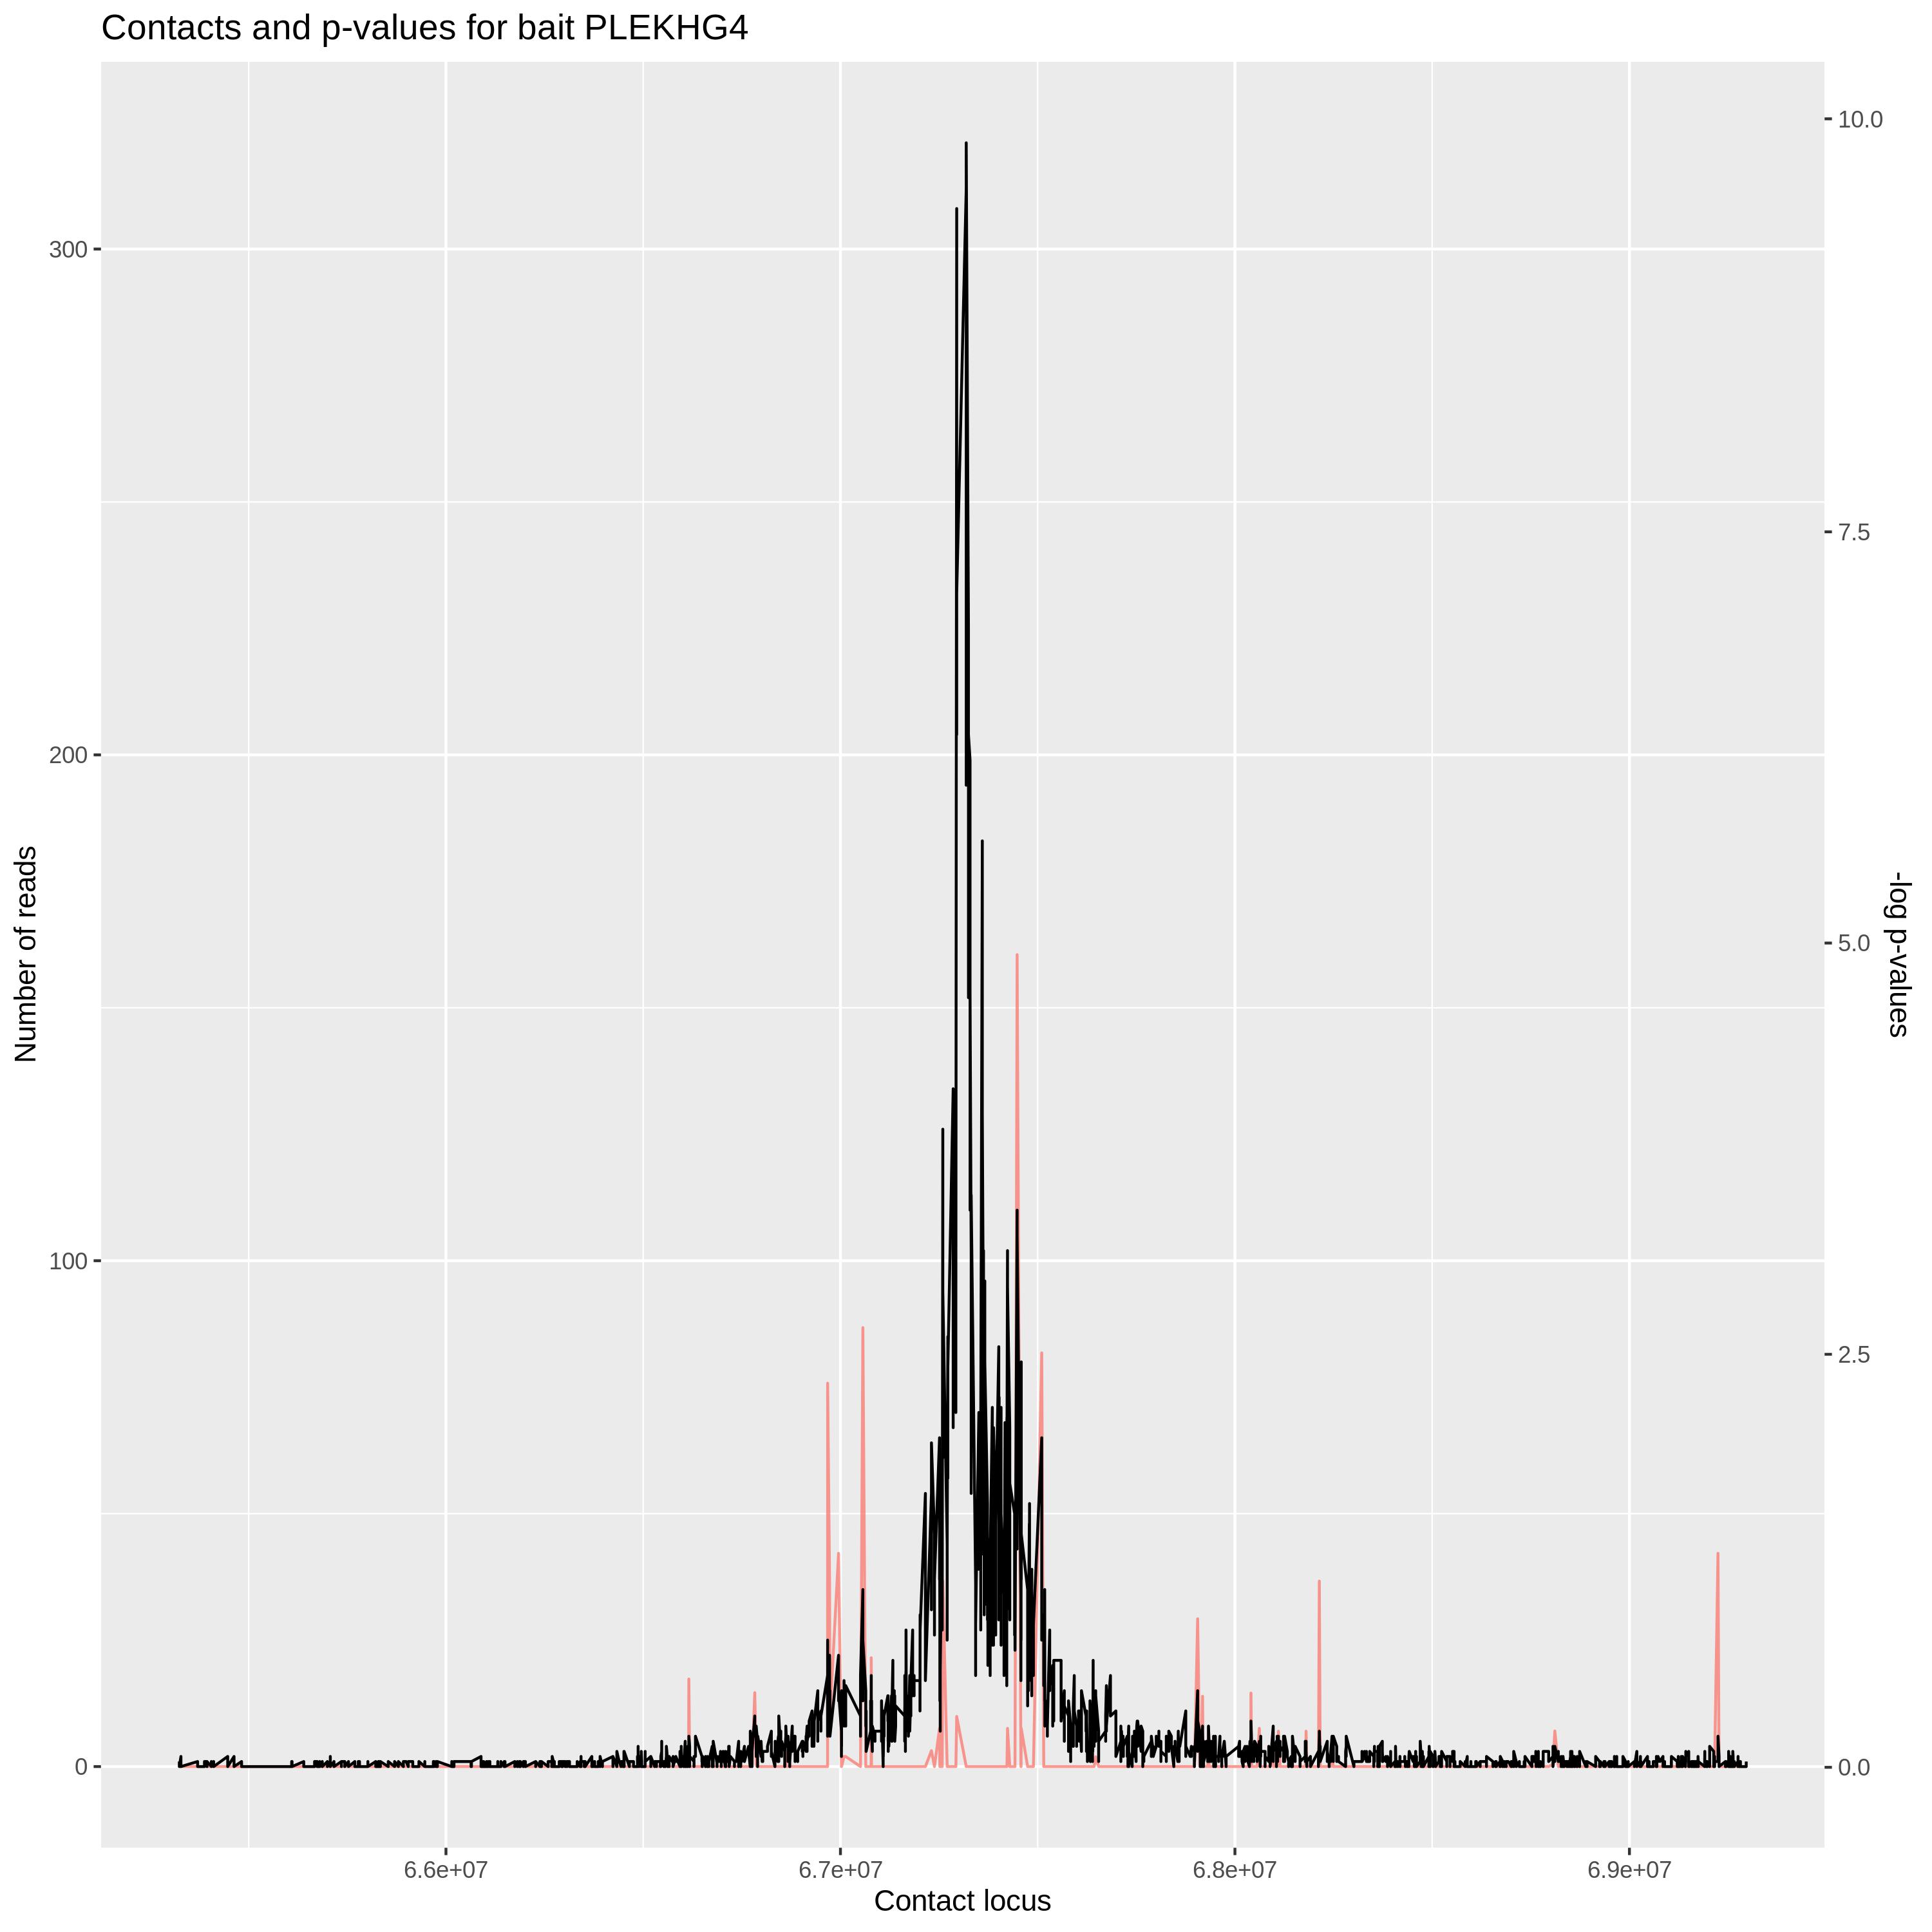 Contacts and p-values for bait PLEKHG4
Number of reads
300
200
100
0
10.0
7.5
5.0
2.5
0.0
-log p-values
6.6e+07
6.7e+07
6.8e+07
6.9e+07
Contact locus